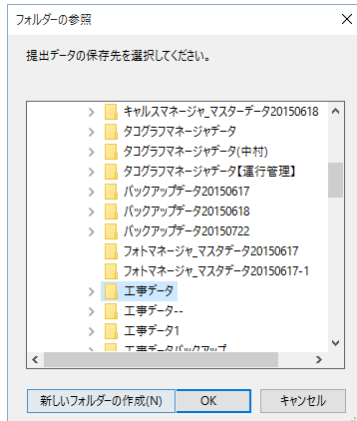 フォルダーの参照
提出データの保存先を選択してください。
キャルスマネージャ_マスターデータ20150618
タコグラフマネージャデータ
タコグラフマネージャデータ(中村)
タコグラフマネージャデータ【運行管理】
バックアップデータ20150617
バックアップデータ20150618
バックアップデータ20150722
フォトマネージャ_マスタデータ20150617
フォトマネージャ_マスタデータ20150617-1
工事データ
工事データ--
工事データ1
工事データバックアップ
新しいフォルダーの作成(N) OK キャンセル